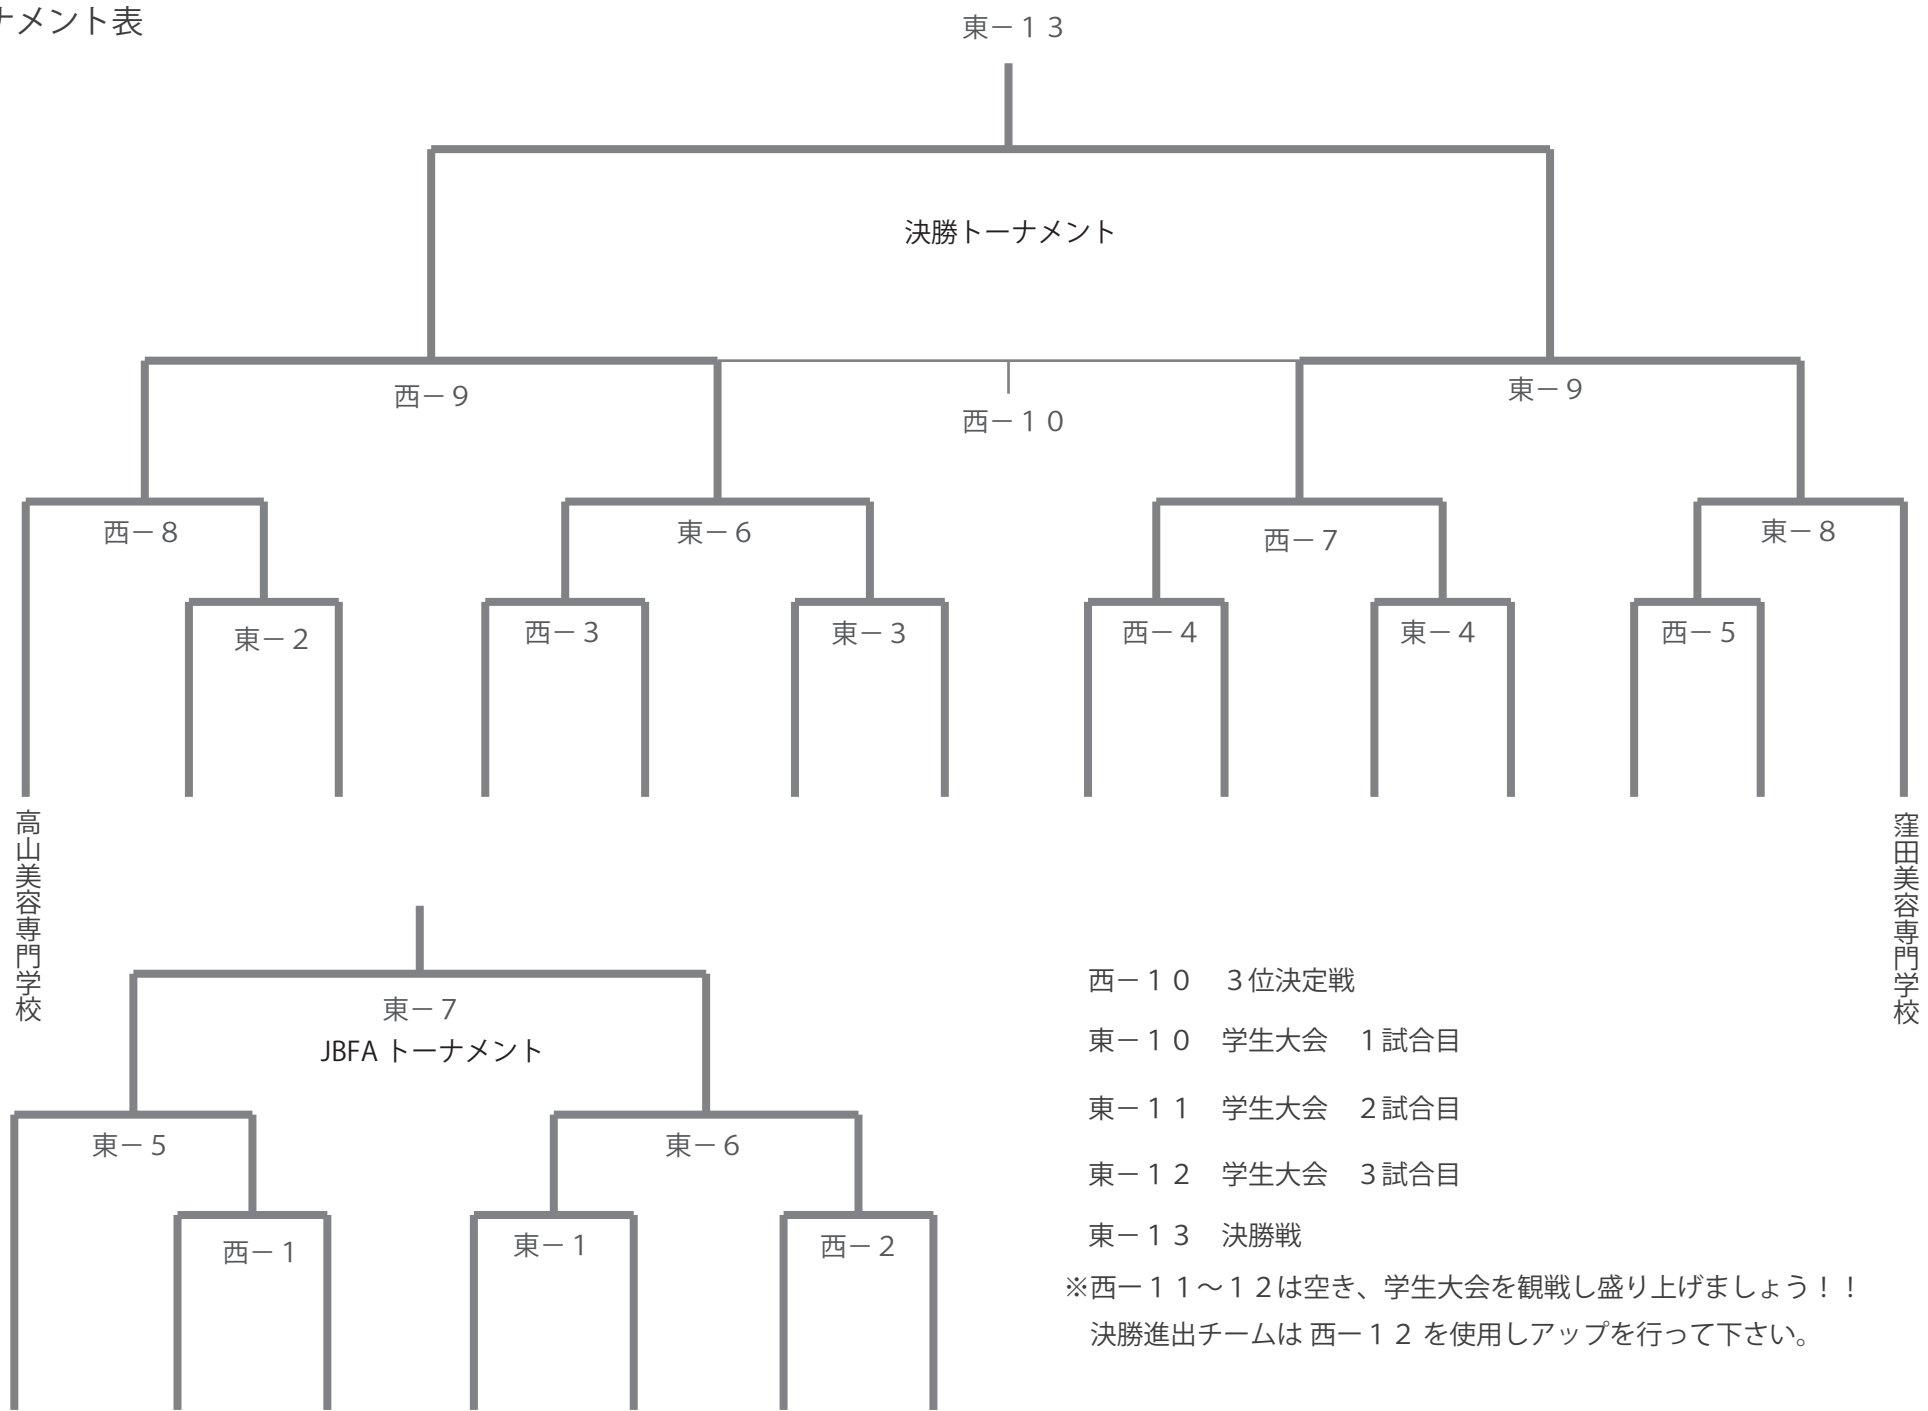 ナメント表
東－１３
決勝トーナメント
西－９
西－１０
東－９
西－８
東－６
西－７
東－８
東－２
西－３
東－３
西－４
東－４
西－５
高山美容専門学校
窪田美容専門学校
東－７
JBFA トーナメント
東－５
東－６
西－１
東－１
西－２
西－１０　３位決定戦
東－１０　学生大会　１試合目
東－１１　学生大会　２試合目
東－１２　学生大会　３試合目
東－１３　決勝戦
※西ー１１～１２は空き、学生大会を観戦し盛り上げましょう！！
決勝進出チームは 西ー１２ を使用しアップを行って下さい。